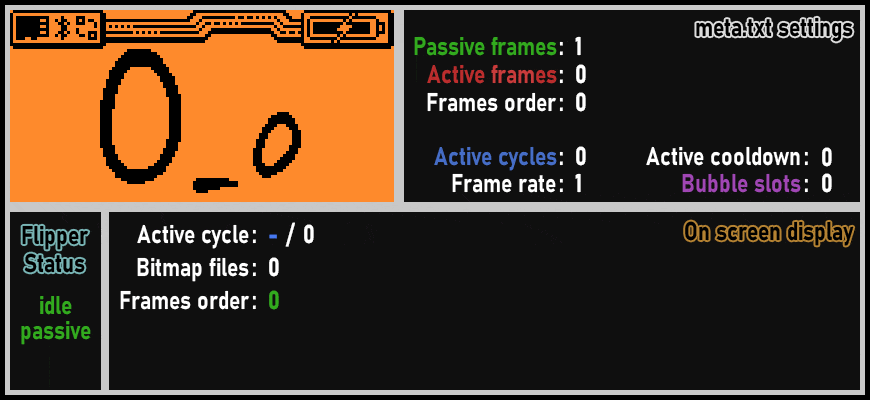 meta.txt settings
Passive frames: 1
Active frames: 0
Frames order: 0
Active cycles: 0
Active cooldown: 0
Frame rate: 1
Bubble slots: 0
Flipper
Status
idle
passive
On screen display
Active cycle: - / 0
Bitmap files: 0
Frames order: 0